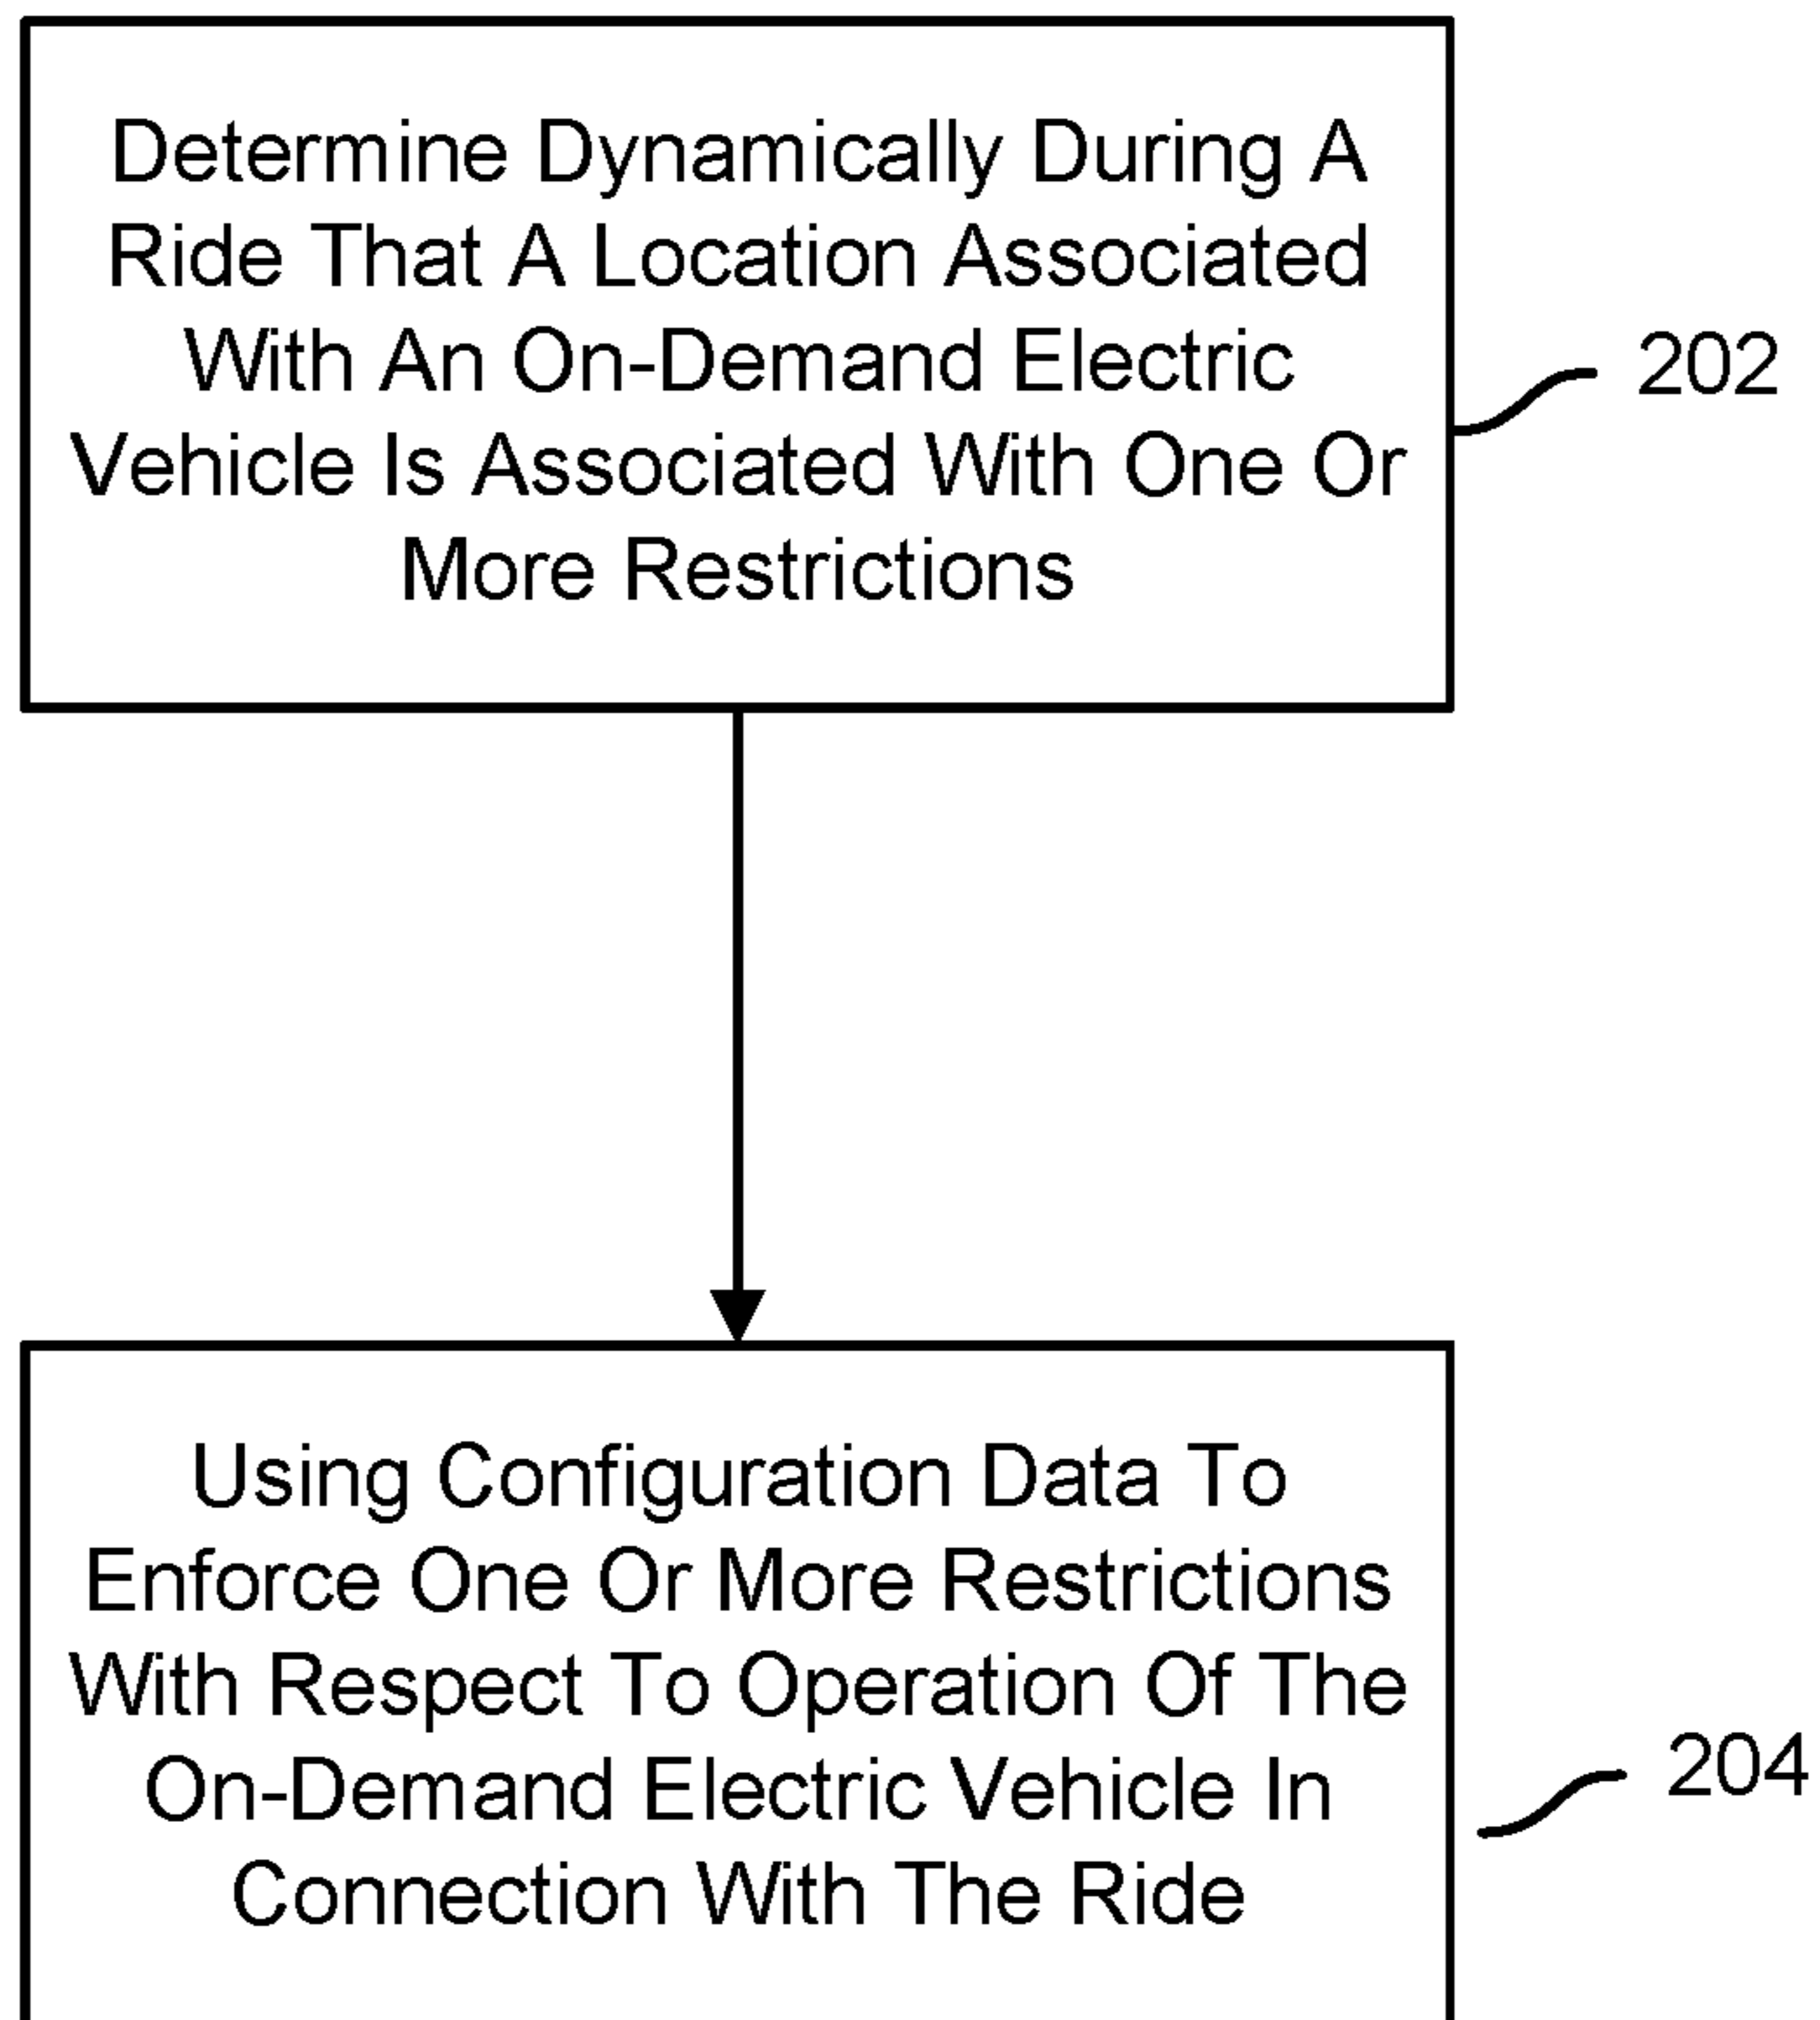 Determine Dynamically During A
Ride That A Location Associated
With An On-Demand Electric
Vehicle Is Associated With One Or
More Restrictions
202
Using Configuration Data To
Enforce One Or More Restrictions
With Respect To Operation Of The
On-Demand Electric Vehicle In
Connection With The Ride
204